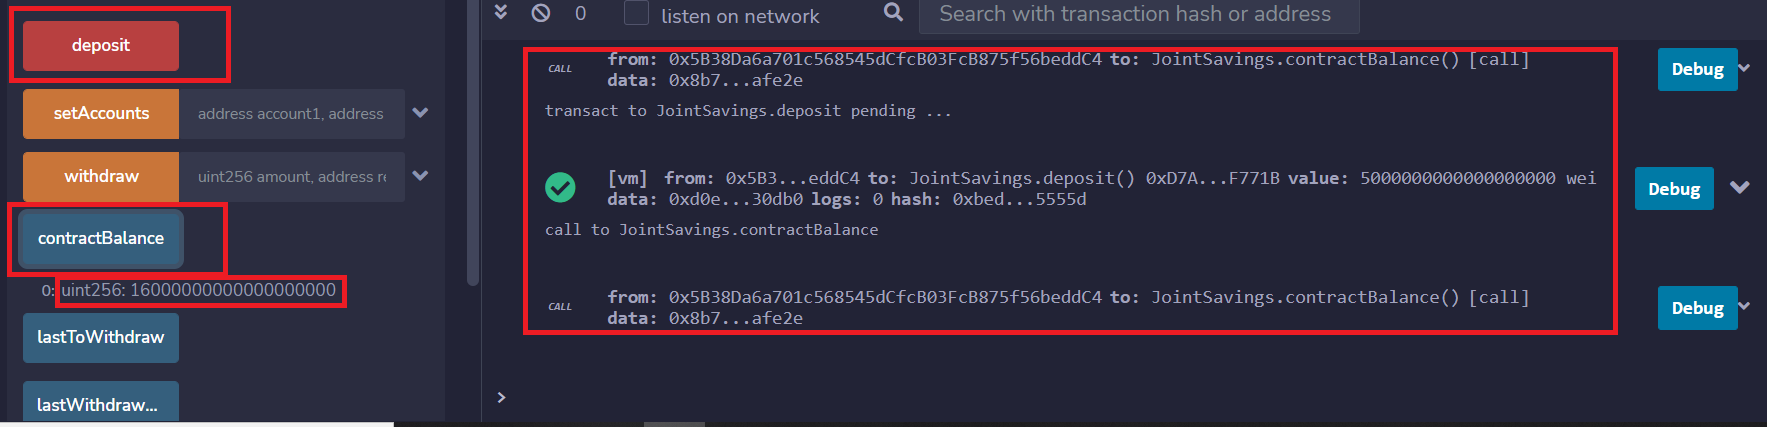 deposit
setAccounts
address account1, address
withdraw
uint256 amount, address re
contractBalance
0: uint256: 16000000000000000000
lastToWithdraw
lastWithdraw...
0
listen on network
Search with transaction hash or address
CALL
from: 0x5B38Da6a701c568545dCfcB03FcB875f56beddC4 to: JointSavings.contractBalance() [call]
data: 0x8b7...afe2e
Debug
transact to JointSavings.deposit pending ...
[vm] from: 0x5B3...eddC4 to: JointSavings.deposit() 0xD7A...F771B value: 5000000000000000000 wei
data: 0xd0e...30db0 logs: 0 hash: 0xbed...5555d
Debug
call to JointSavings.contractBalance
CALL
from: 0x5B38Da6a701c568545dCfcB03FcB875f56beddC4 to: JointSavings.contractBalance() [call]
data: 0x8b7...afe2e
Debug
>